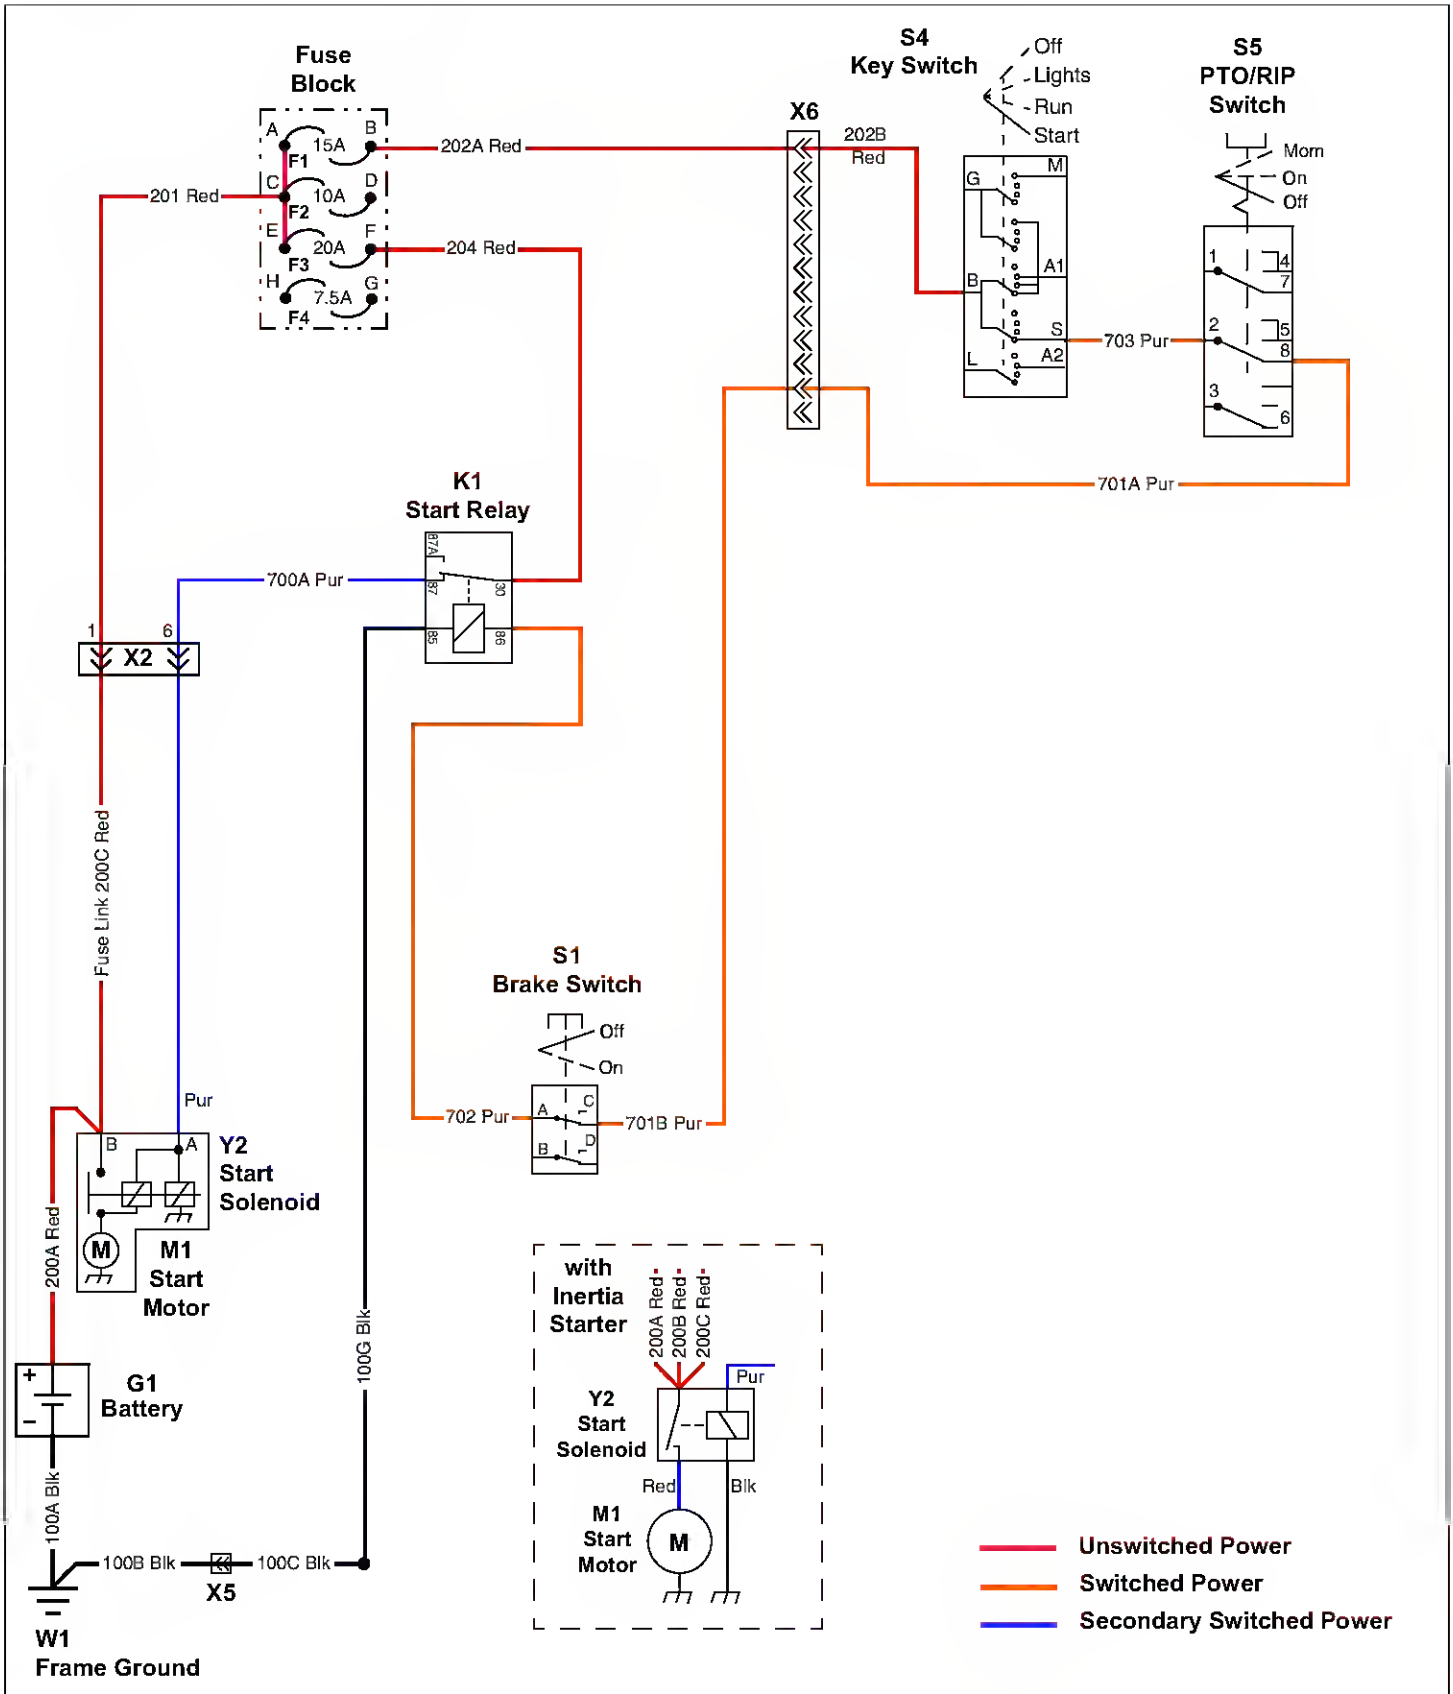 Fuse
Block
A
B
15A
F1
C
D
10A
F2
E
F
20A
F3
H
G
7.5A
F4
201 Red
202A Red
204 Red
X6
202B
Red
S4
Key Switch
Off
Lights
Run
Start
G
M
B
A1
S
L
A2
703 Pur
S5
PTO/RIP
Switch
Mom
On
Off
1
4
7
2
5
8
3
6
701A Pur
K1
Start Relay
87A
87
30
85
86
700A Pur
1
6
X2
Fuse Link 200C Red
S1
Brake Switch
Off
On
A
C
B
D
702 Pur
701B Pur
Pur
B
A
Y2
Start
Solenoid
M
M1
Start
Motor
200A Red
100G Blk
+
−
G1
Battery
100A Blk
100B Blk
100C Blk
X5
W1
Frame Ground
with
Inertia
Starter
200A Red
200B Red
200C Red
Pur
Y2
Start
Solenoid
Red
Blk
M1
Start
Motor
M
Unswitched Power
Switched Power
Secondary Switched Power